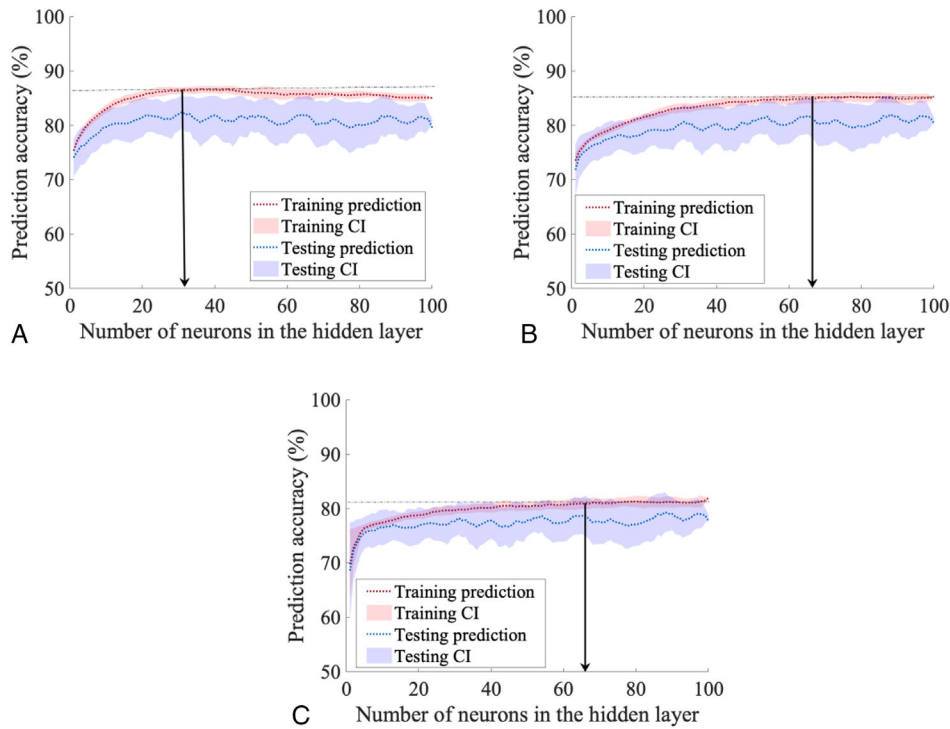 100
90
80
70
60
50
Prediction accuracy (%)
Training prediction
Training CI
Testing prediction
Testing CI
0 20 40 60 80 100
Number of neurons in the hidden layer
A
100
90
80
70
60
50
Prediction accuracy (%)
Training prediction
Training CI
Testing prediction
Testing CI
0 20 40 60 80 100
Number of neurons in the hidden layer
B
100
90
80
70
60
50
Prediction accuracy (%)
Training prediction
Training CI
Testing prediction
Testing CI
0 20 40 60 80 100
Number of neurons in the hidden layer
C